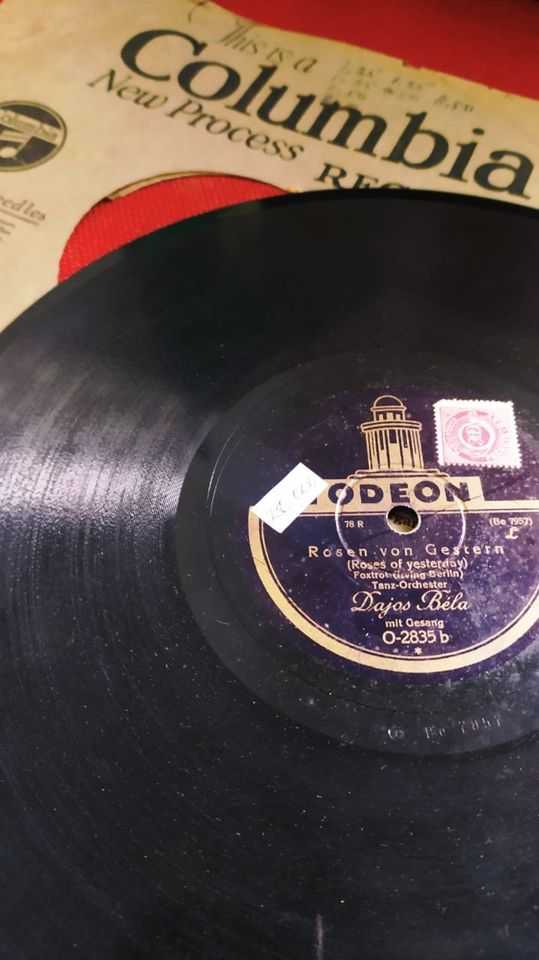 This is a
Columbia
New Process
Columbia
ODEON
78 R
(Be 7957)
L
Rosen von Gestern
(Roses of yesterday)
Foxtrot (Irving Berlin)
Tanz-Orchester
Dajos Béla
mit Gesang
O-2835 b
*